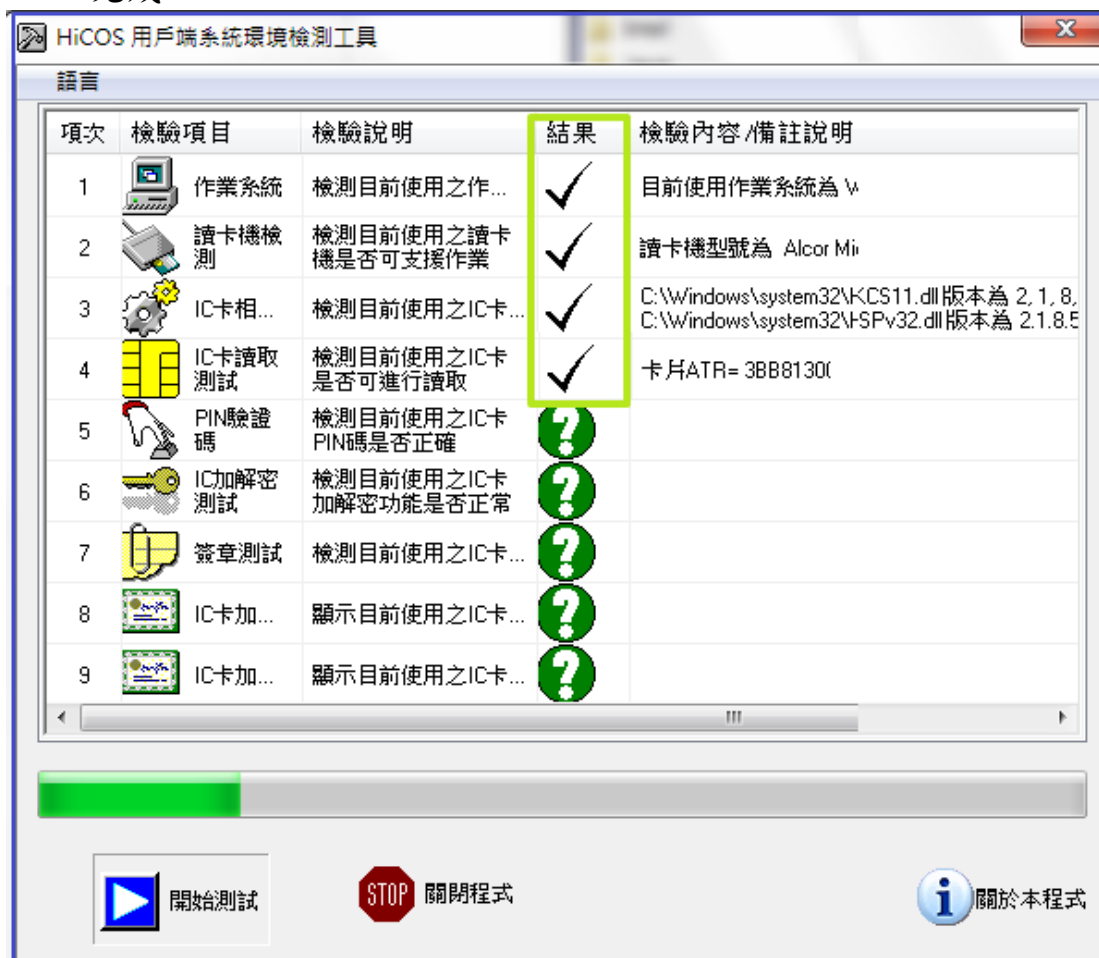 HiCOS 用戶端系統環境檢測工具
語言
項次 檢驗項目 檢驗說明 結果 檢驗內容/備註說明
1 作業系統 檢測目前使用之作... 目前使用作業系統為
2 讀卡機檢測 檢測目前使用之讀卡機是否可支援作業 讀卡機型號為 Alcor
3 IC卡相... 檢測目前使用之IC卡... C:\Windows\system32\HCS11.dll版本為 2, 1, 8,
C:\Windows\system32\HSPv32.dll版本為 2.1.8.5
4 IC卡讀取測試 檢測目前使用之IC卡是否可進行讀取 卡片ATR= 3BB8130(
5 PIN驗證碼 檢測目前使用之IC卡PIN碼是否正確
6 IC加解密測試 檢測目前使用之IC卡加解密功能是否正常
7 簽章測試 檢測目前使用之IC卡...
8 IC卡加... 顯示目前使用之IC卡...
9 IC卡加... 顯示目前使用之IC卡...
開始測試 STOP 關閉程式 關於本程式